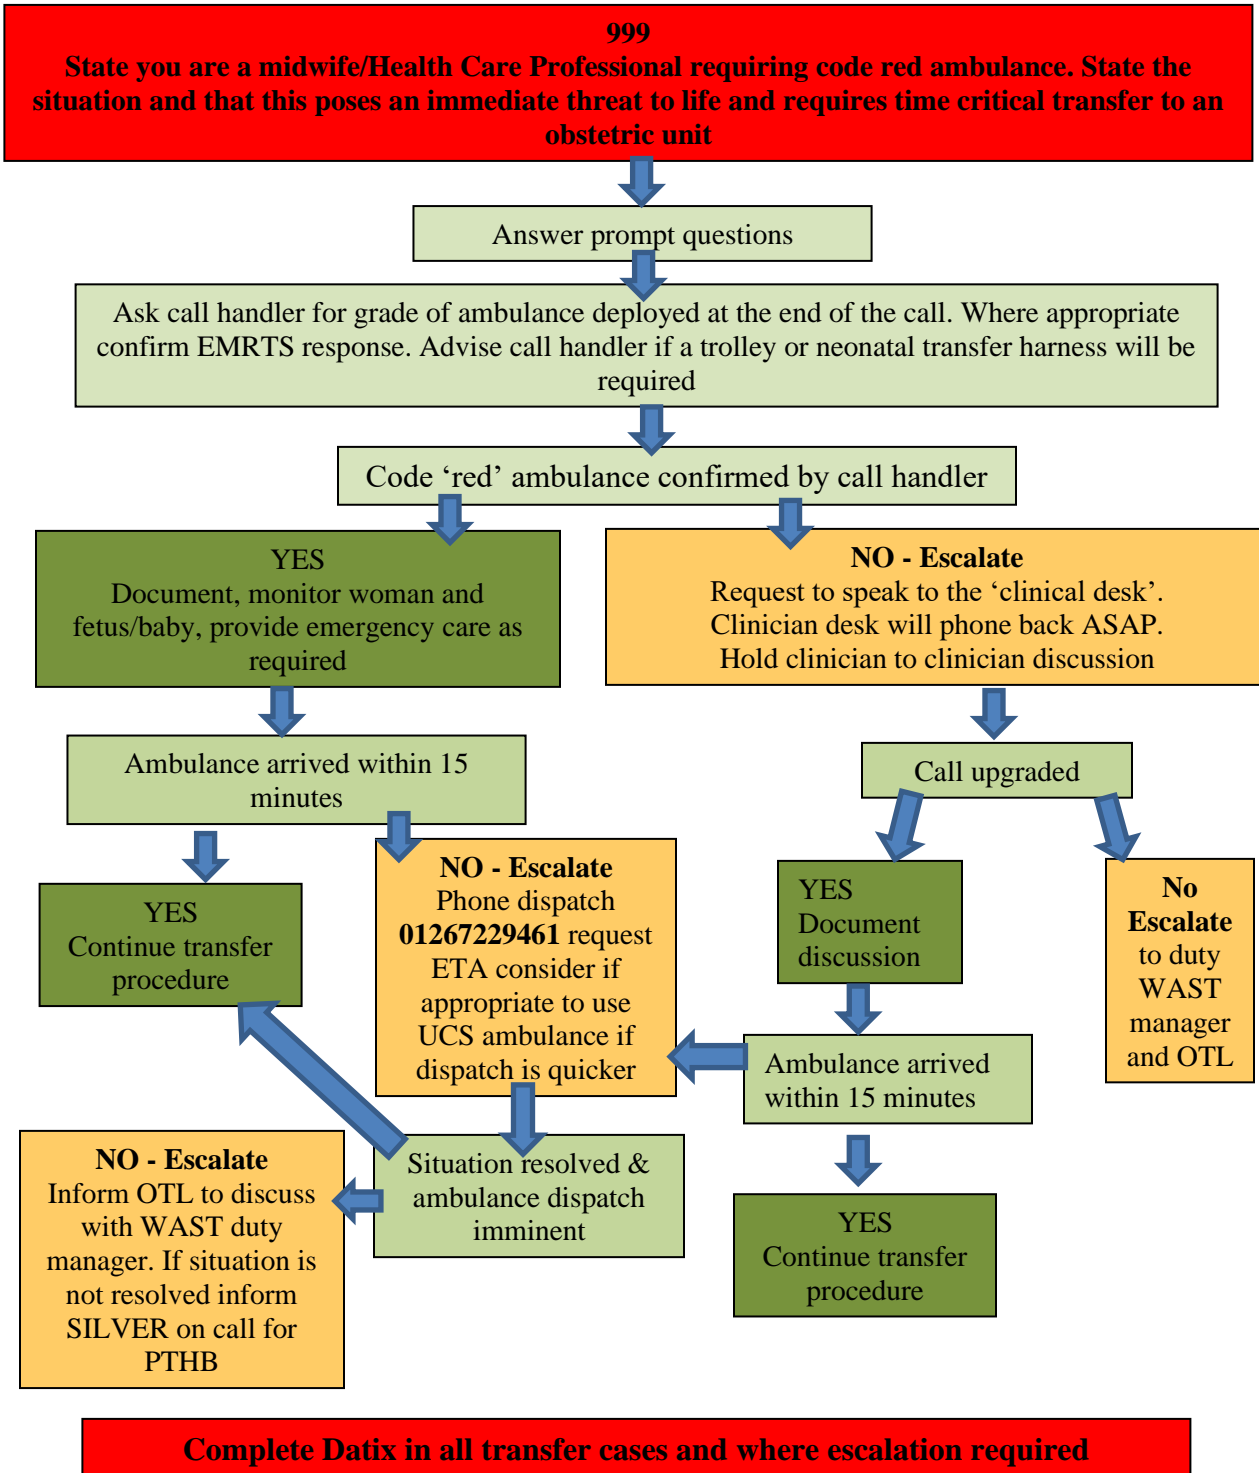 999
State you are a midwife/Health Care Professional requiring code red ambulance. State the
situation and that this poses an immediate threat to life and requires time critical transfer to an
obstetric unit
Answer prompt questions
Ask call handler for grade of ambulance deployed at the end of the call. Where appropriate
confirm EMRTS response. Advise call handler if a trolley or neonatal transfer harness will be
required
Code ‘red’ ambulance confirmed by call handler
YES
Document, monitor woman and
fetus/baby, provide emergency care as
required
NO - Escalate
Request to speak to the ‘clinical desk’.
Clinician desk will phone back ASAP.
Hold clinician to clinician discussion
Ambulance arrived within 15
minutes
Call upgraded
YES
Continue transfer
procedure
NO - Escalate
Phone dispatch
01267229461 request
ETA consider if
appropriate to use
UCS ambulance if
dispatch is quicker
YES
Document
discussion
No
Escalate
to duty
WAST
manager
and OTL
Ambulance arrived
within 15 minutes
Situation resolved &
ambulance dispatch
imminent
NO - Escalate
Inform OTL to discuss
with WAST duty
manager. If situation is
not resolved inform
SILVER on call for
PTHB
YES
Continue transfer
procedure
Complete Datix in all transfer cases and where escalation required